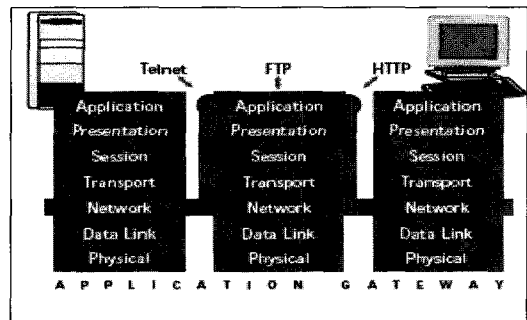 Telnet FTP HTTP
Application Application Application
Presentation Presentation Presentation
Session Session Session
Transport Transport Transport
Network Network Network
Data Link Data Link Data Link
Physical Physical Physical
A P P L I C A T I O N G A T E W A Y